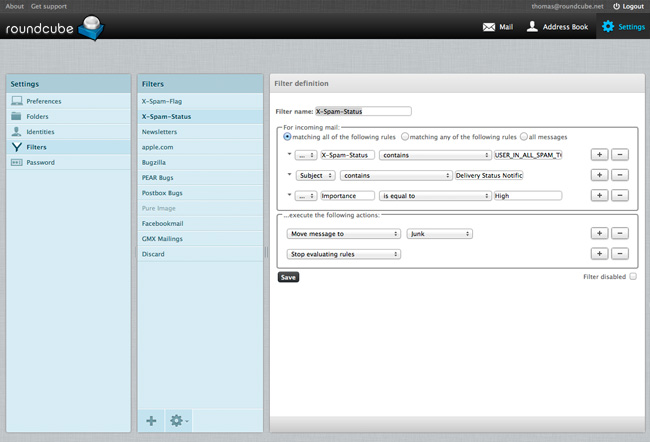 About Get support thomas@roundcube.net Logout
roundcube Mail Address Book Settings
Settings
Preferences
Folders
Identities
Filters
Password
Filters
X-Spam-Flag
X-Spam-Status
Newsletters
apple.com
Bugzilla
PEAR Bugs
Postbox Bugs
Pure Image
Facebookmail
GMX Mailings
Discard
Filter definition
Filter name: X-Spam-Status
For incoming mail:
matching all of the following rules matching any of the following rules all messages
... X-Spam-Status contains USER_IN_ALL_SPAM_T
Subject contains Delivery Status Notific
... Importance is equal to High
...execute the following actions.
Move message to Junk
Stop evaluating rules
Save Filter disabled